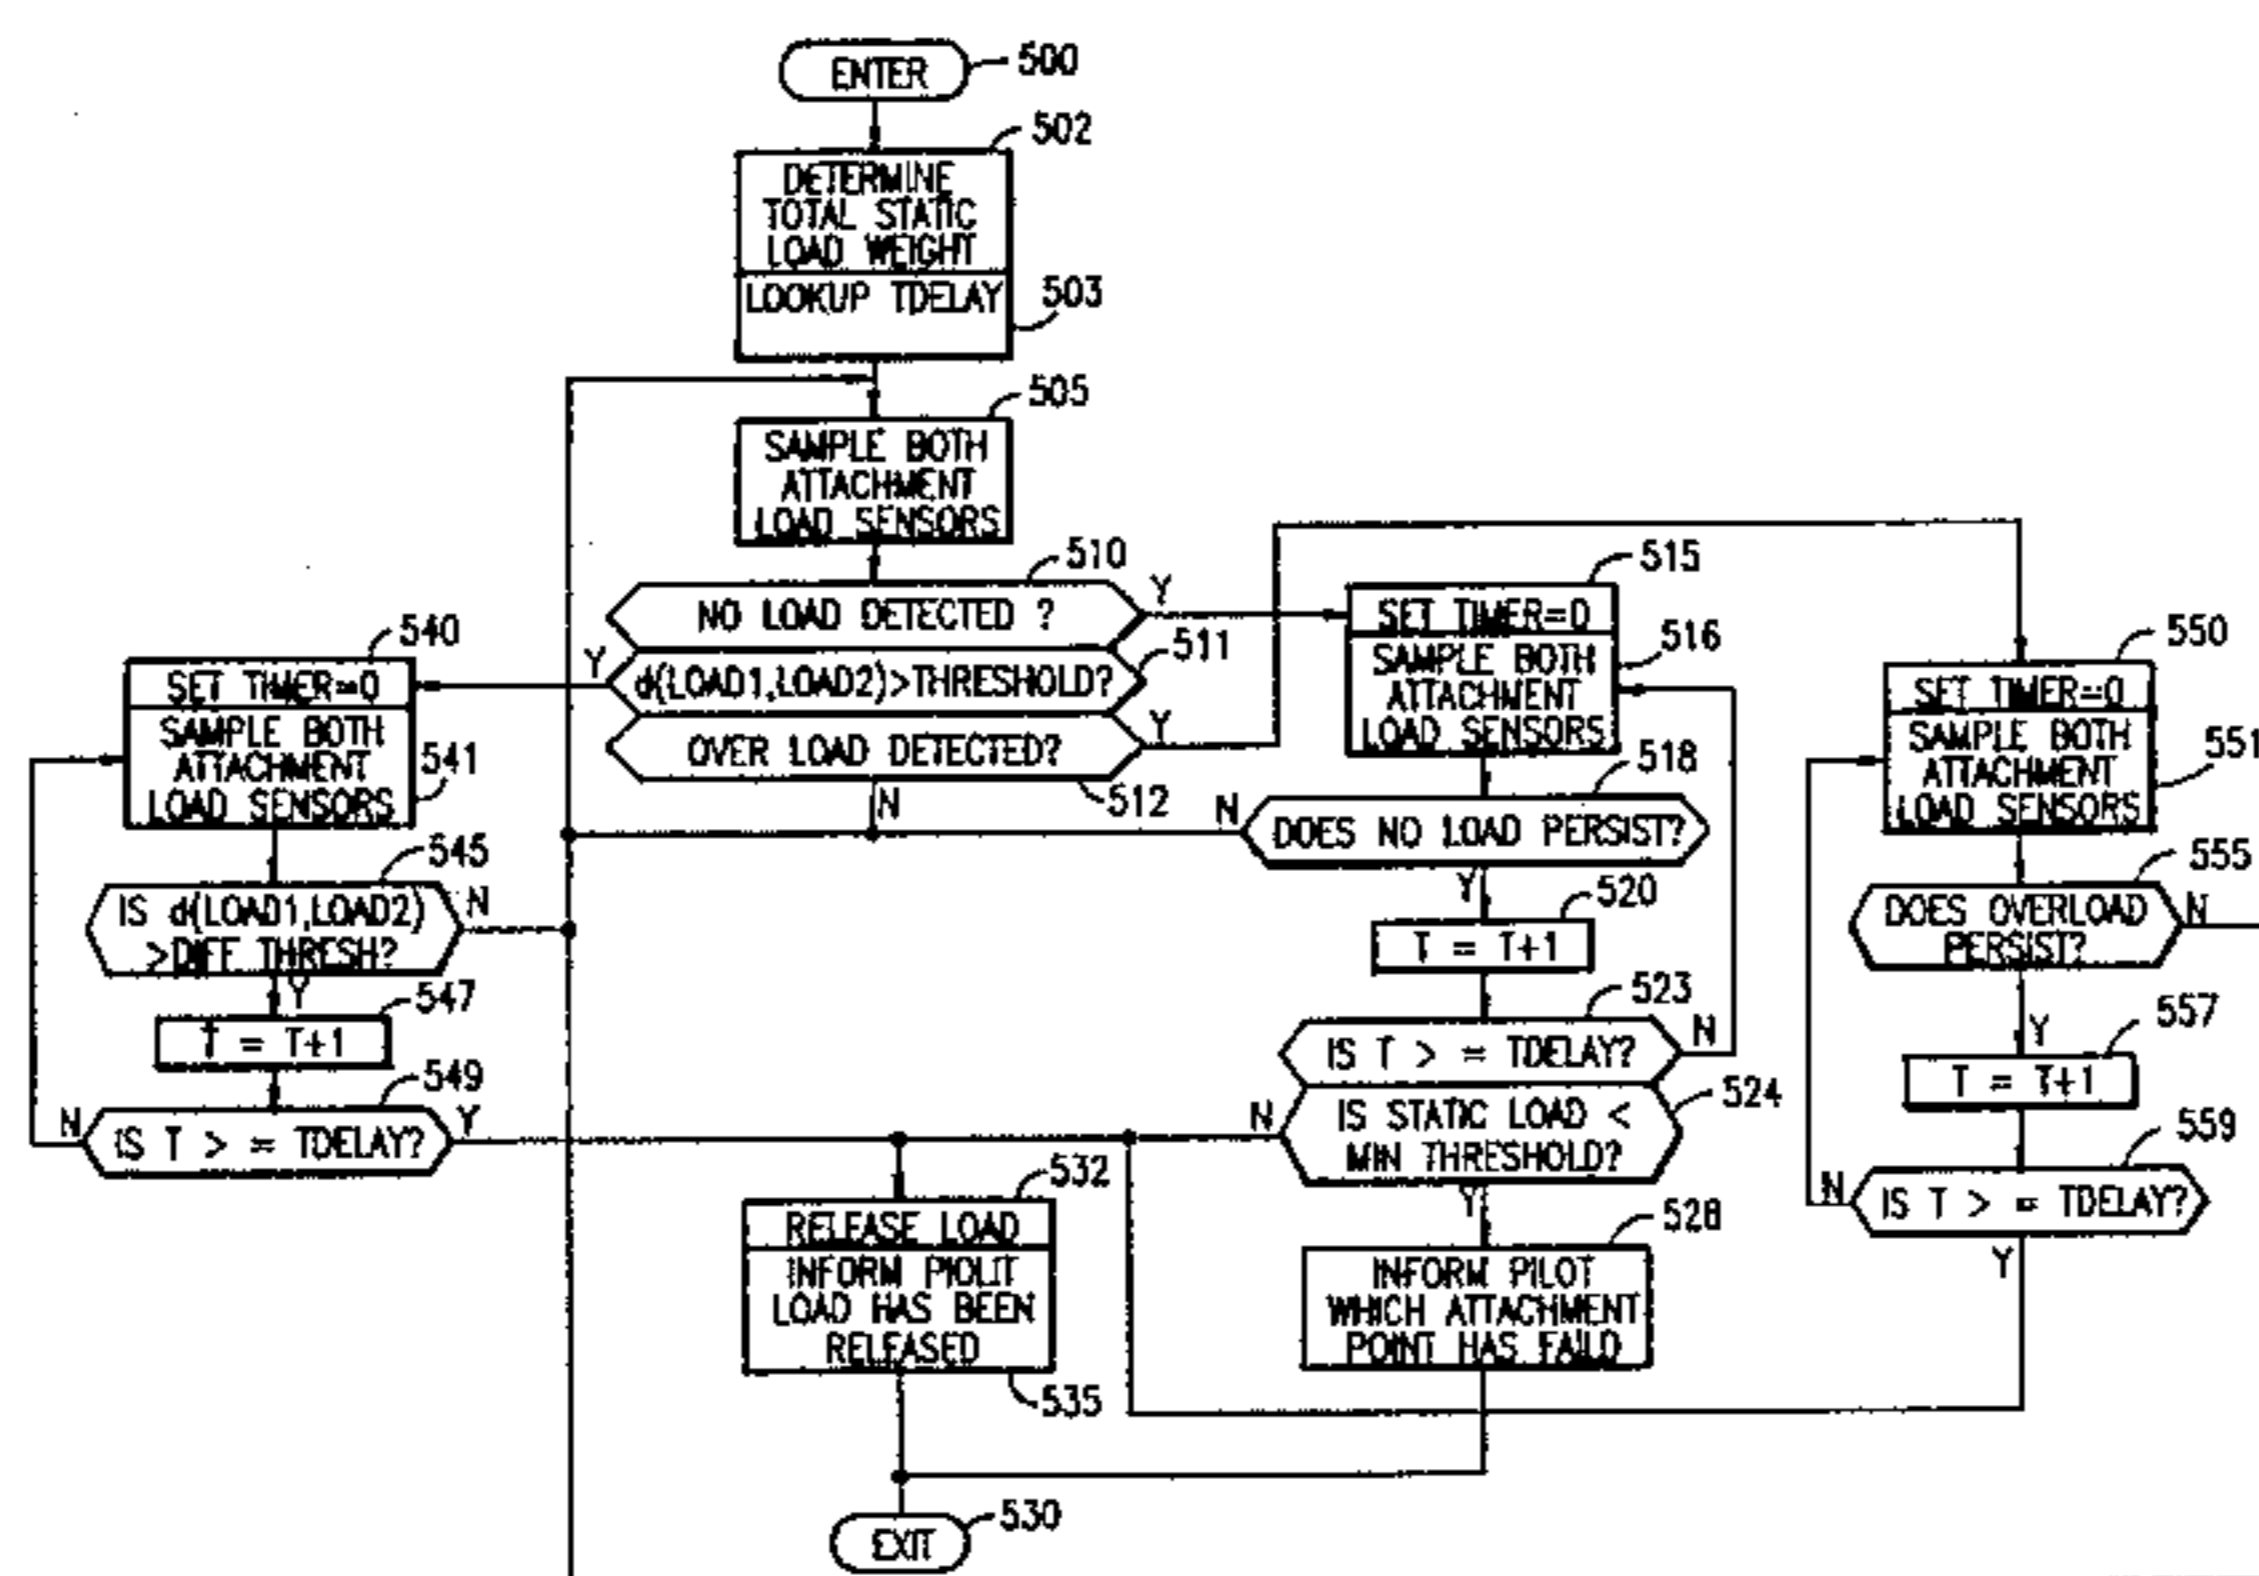 ENTER
500
502
DETERMINE
TOTAL STATIC
LOAD WEIGHT
LOOKUP TDELAY
503
505
SAMPLE BOTH
ATTACHMENT
LOAD SENSORS
510
NO LOAD DETECTED ?
Y
511
d(LOAD1,LOAD2)>THRESHOLD?
Y
OVER LOAD DETECTED?
Y
512
N
515
SET TIMER=0
516
SAMPLE BOTH
ATTACHMENT
LOAD SENSORS
518
N
DOES NO LOAD PERSIST?
Y
520
T = T+1
523
IS T > = TDELAY?
N
524
N
IS STATIC LOAD <
MIN THRESHOLD?
Y
528
INFORM PILOT
WHICH ATTACHMENT
POINT HAS FAILD
540
SET TIMER=0
SAMPLE BOTH
ATTACHMENT
LOAD SENSORS
541
545
IS d(LOAD1,LOAD2)
>DIFF THRESH?
N
Y
547
T = T+1
549
N
IS T > = TDELAY?
Y
532
RELEASE LOAD
INFORM PIOLIT
LOAD HAS BEEN
RELEASED
535
EXIT
530
550
SET TIMER=0
SAMPLE BOTH
ATTACHMENT
LOAD SENSORS
551
555
DOES OVERLOAD
PERSIST?
N
Y
557
T = T+1
559
N
IS T > = TDELAY?
Y